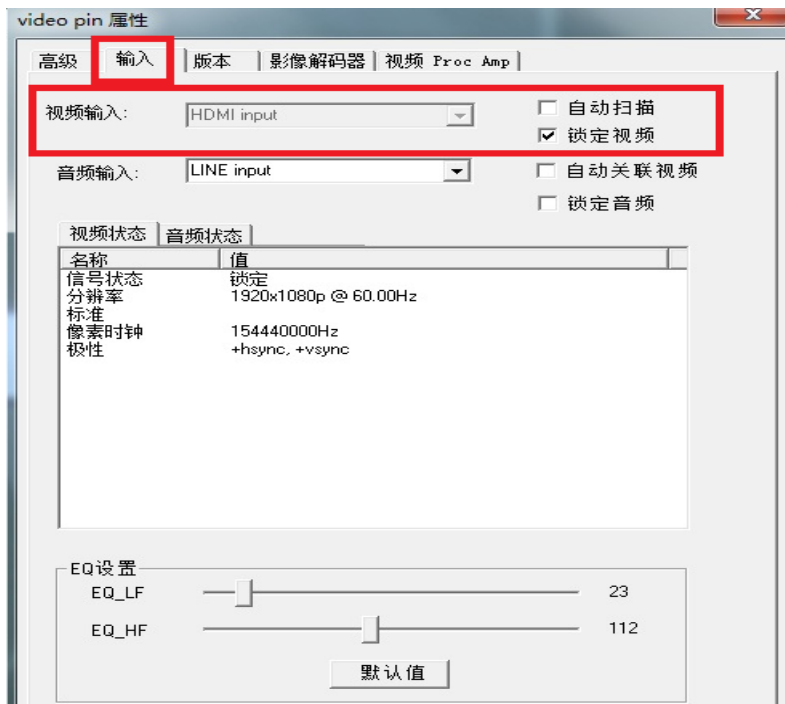 video pin 属性
高级 输入 版本 影像解码器 视频 Proc Amp
视频输入: HDMI input 自动扫描
锁定视频
音频输入: LINE input 自动关联视频
锁定音频
视频状态 音频状态
名称 值
信号状态 锁定
分辨率 1920x1080p @ 60.00Hz
标准
像素时钟 154440000Hz
极性 +hsync, +vsync
EQ设置
EQ_LF 23
EQ_HF 112
默认值